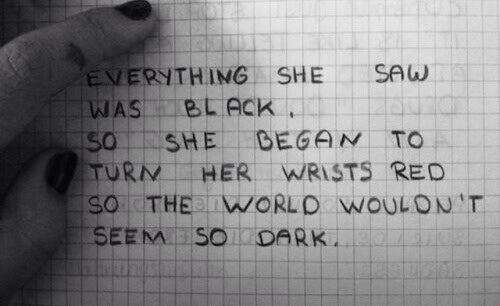 EVERYTHING SHE SAW
WAS BLACK,
SO SHE BEGAN TO
TURN HER WRISTS RED
SO THE WORLD WOULDN'T
SEEM SO DARK.